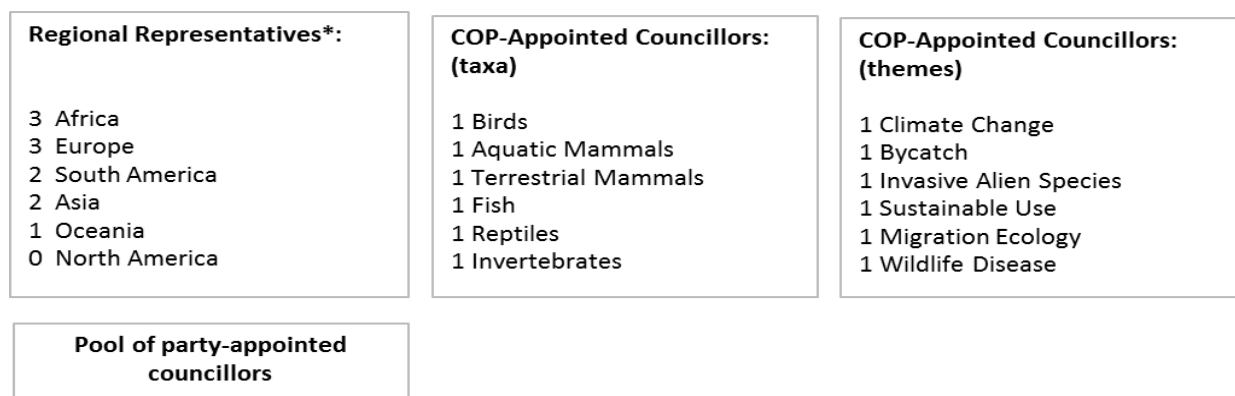 Regional Representatives*:
3 Africa
3 Europe
2 South America
2 Asia
1 Oceania
0 North America
COP-Appointed Councillors:
(taxa)
1 Birds
1 Aquatic Mammals
1 Terrestrial Mammals
1 Fish
1 Reptiles
1 Invertebrates
COP-Appointed Councillors:
(themes)
1 Climate Change
1 Bycatch
1 Invasive Alien Species
1 Sustainable Use
1 Migration Ecology
1 Wildlife Disease
Pool of party-appointed
councillors